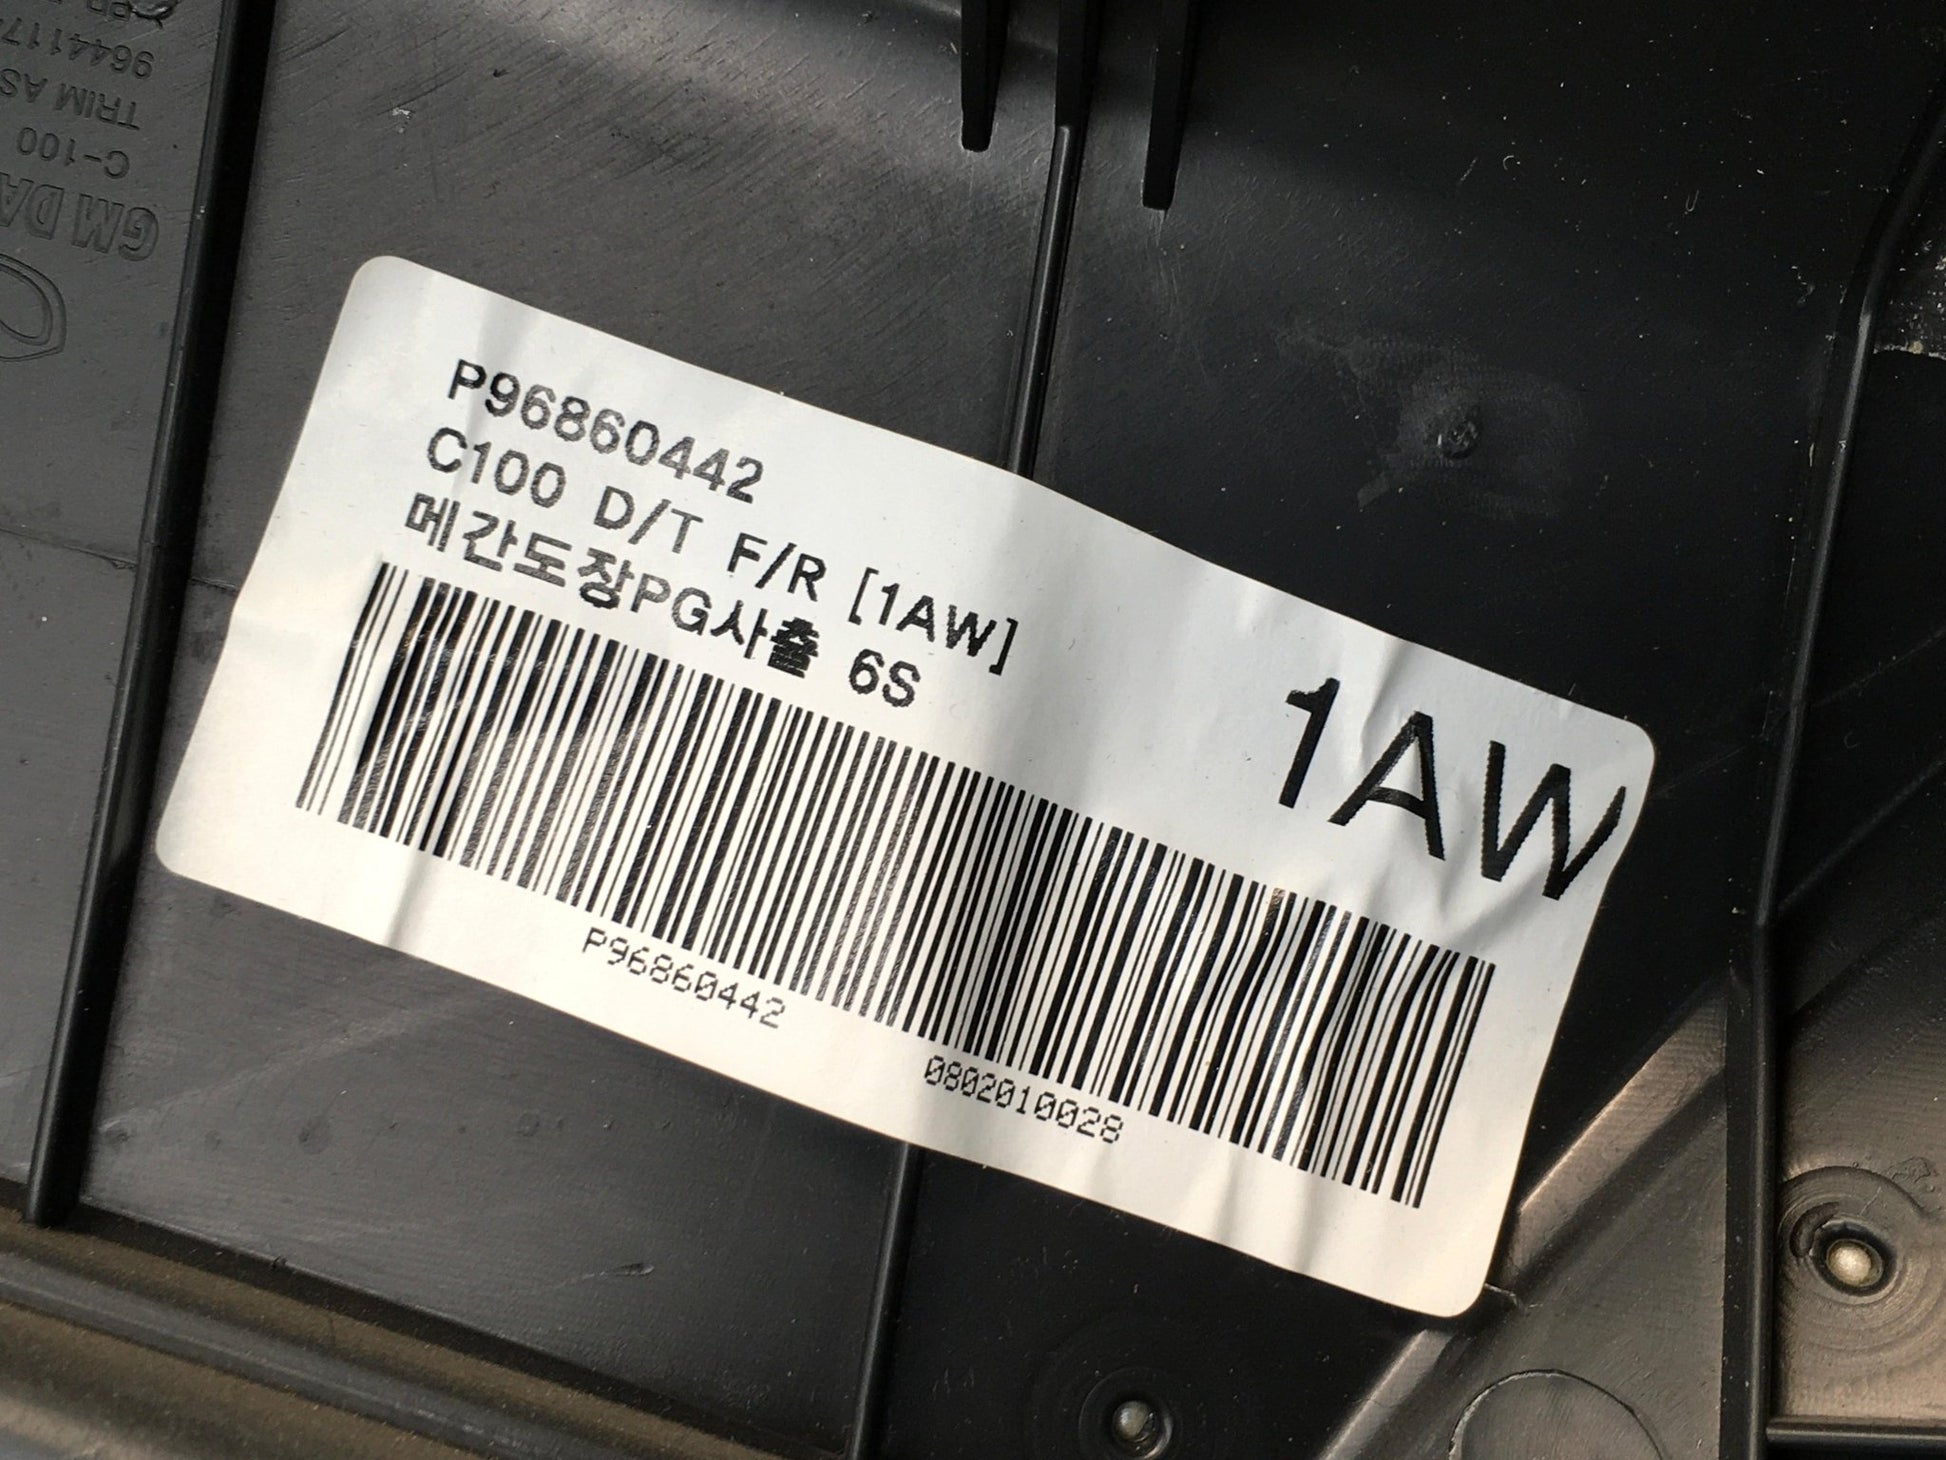 P96860442
C100 D/T F/R [1AW]
메간도장PG사출 6S
1AW
P96860442
0802010028
GM DA
C-100
TRIM AS
9644117